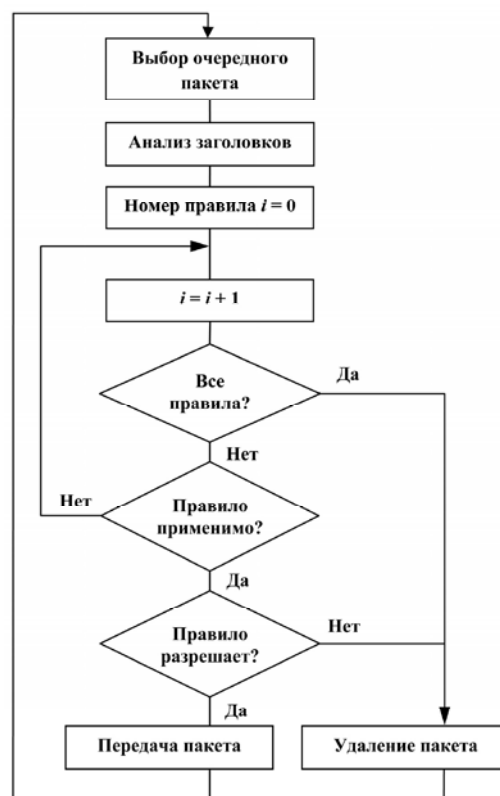 Выбор очередного
пакета
Анализ заголовков
Номер правила i = 0
i = i + 1
Все
правила?
Да
Нет
Правило
применимо?
Нет
Да
Правило
разрешает?
Нет
Да
Передача пакета
Удаление пакета